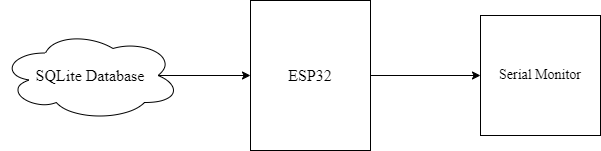 SQLite Database
ESP32
Serial Monitor